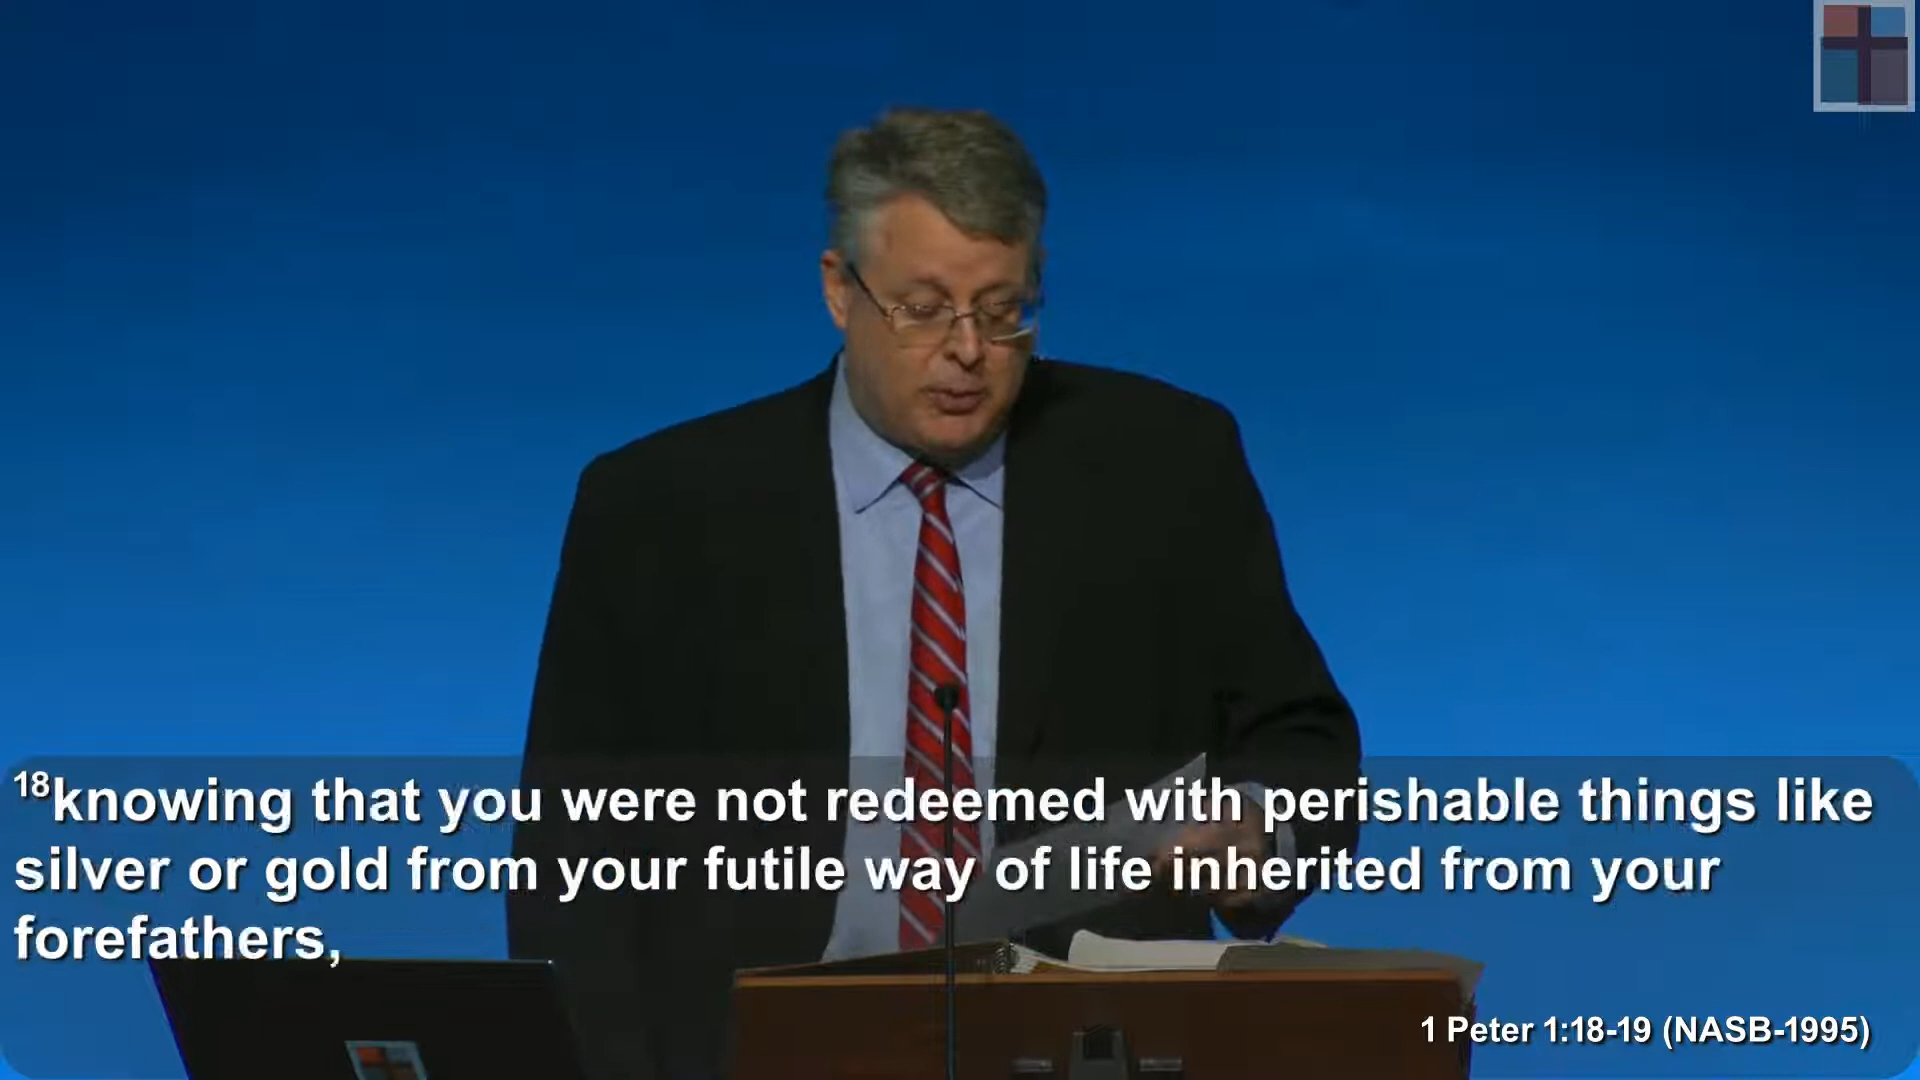 ¹⁸knowing that you were not redeemed with perishable things like
silver or gold from your futile way of life inherited from your
forefathers,
1 Peter 1:18-19 (NASB-1995)